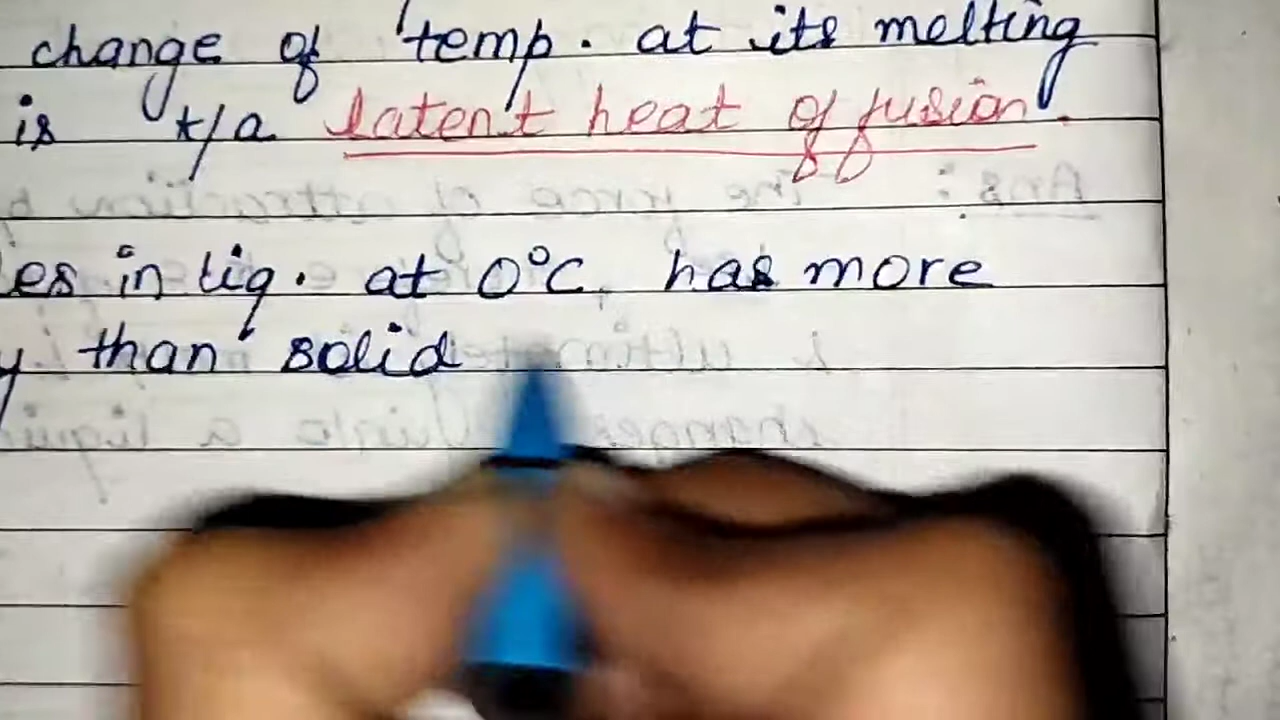 change of temp. at its melting
is k/a latent heat of fusion.
es in liq. at 0°C has more
y than solid